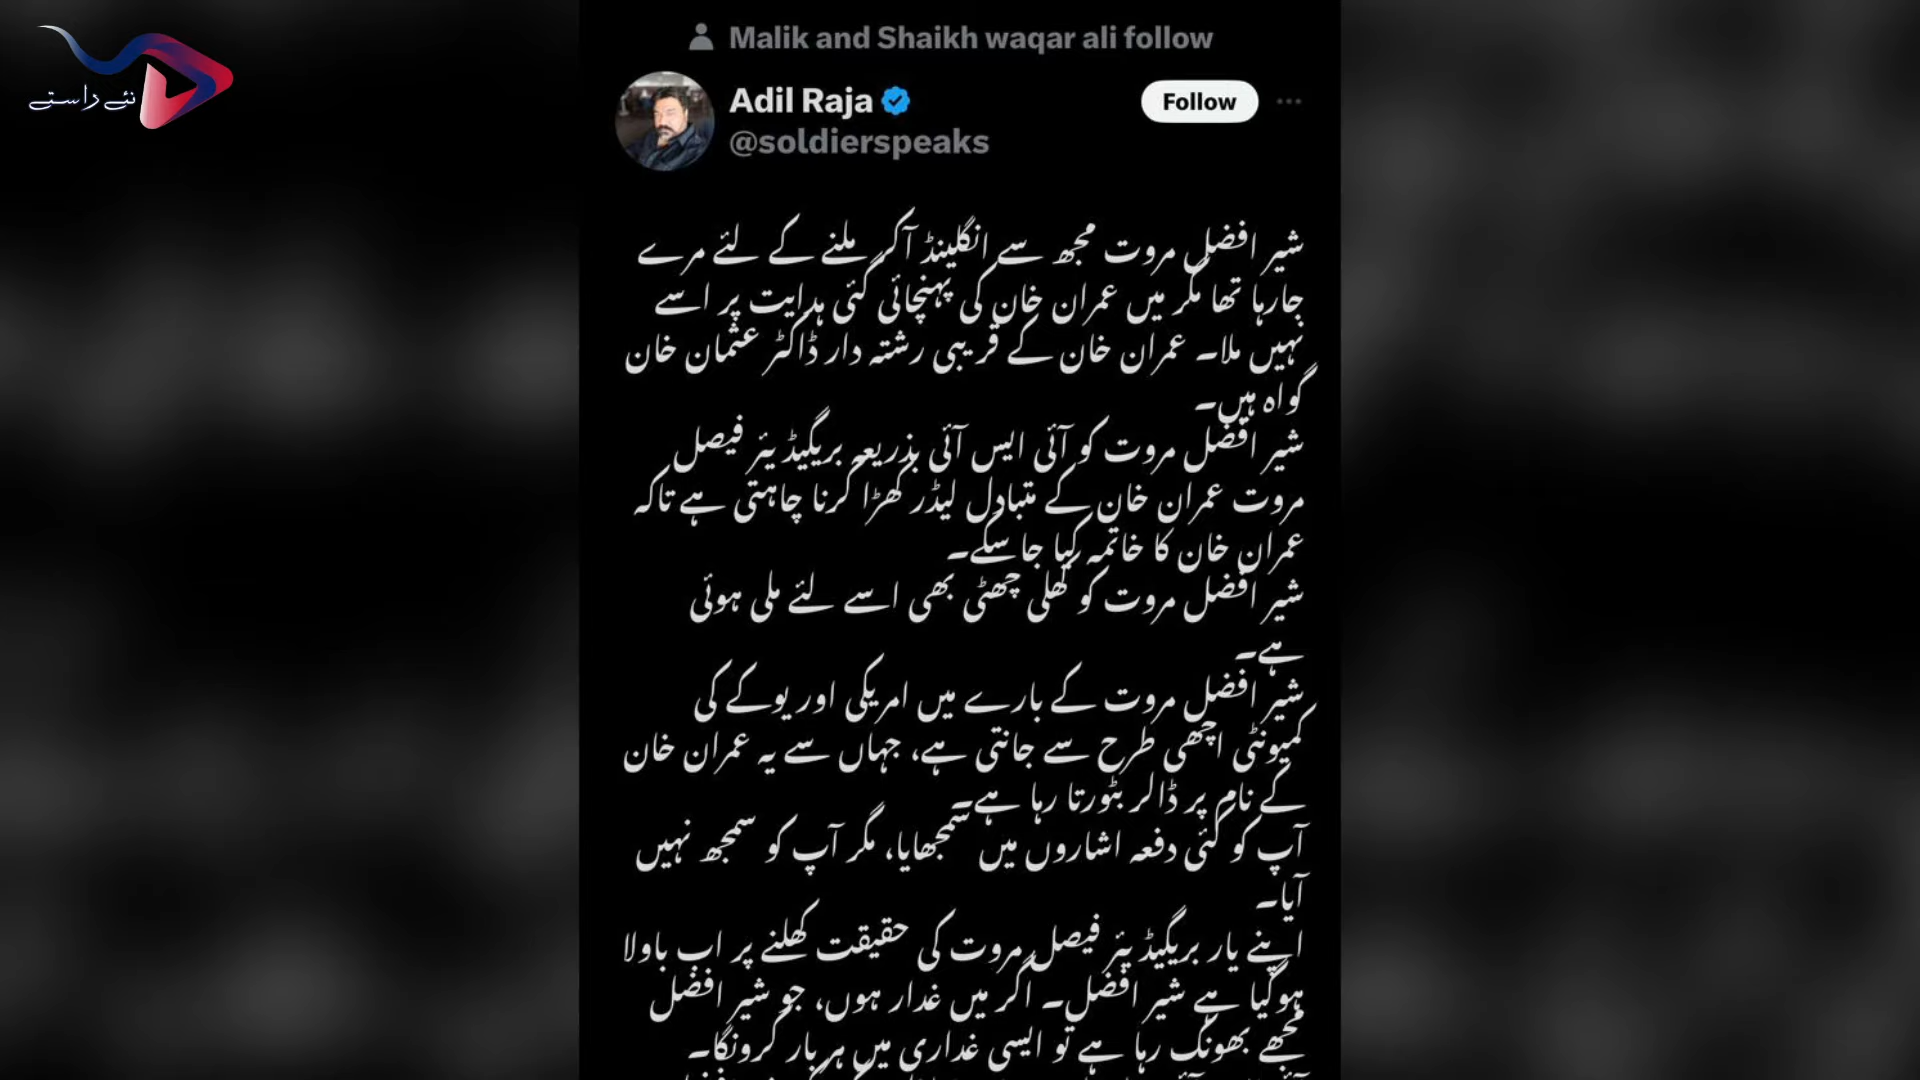 نئے راستے
Malik and Shaikh waqar ali follow
Adil Raja
Follow
@soldierspeaks
شیر افضل مروت مجھ سے انگلینڈ آکر ملنے کے لئے مرے
جارہا تھا مگر میں عمران خان کی پہنچائی گئی ہدایت پر اسے
نہیں ملا۔ عمران خان کے قریبی رشتہ دار ڈاکٹر عثمان خان
گواہ ہیں۔
شیر افضل مروت کو آئی ایس آئی بذریعہ بریگیڈیئر فیصل
مروت عمران خان کے متبادل لیڈر کھڑا کرنا چاہتی ہے تاکہ
عمران خان کا خاتمہ کیا جاسکے۔
شیر افضل مروت کو کھلی چھٹی بھی اسے لئے ملی ہوئی
ہے۔
شیر افضل مروت کے بارے میں امریکی اور یوکے کی
کمیونٹی اچھی طرح سے جانتی ہے، جہاں سے یہ عمران خان
کے نام پر ڈالر بٹورتا رہا ہے۔
آپ کو کئی دفعہ اشاروں میں سمجھایا، مگر آپ کو سمجھ نہیں
آیا۔
اپنے یار بریگیڈیئر فیصل مروت کی حقیقت کھلنے پر اب باولا
ہوگیا ہے شیر افضل۔ اگر میں غدار ہوں، جو شیر افضل
مجھے بھونک رہا ہے تو ایسی غداری میں ہر بار کرونگا۔